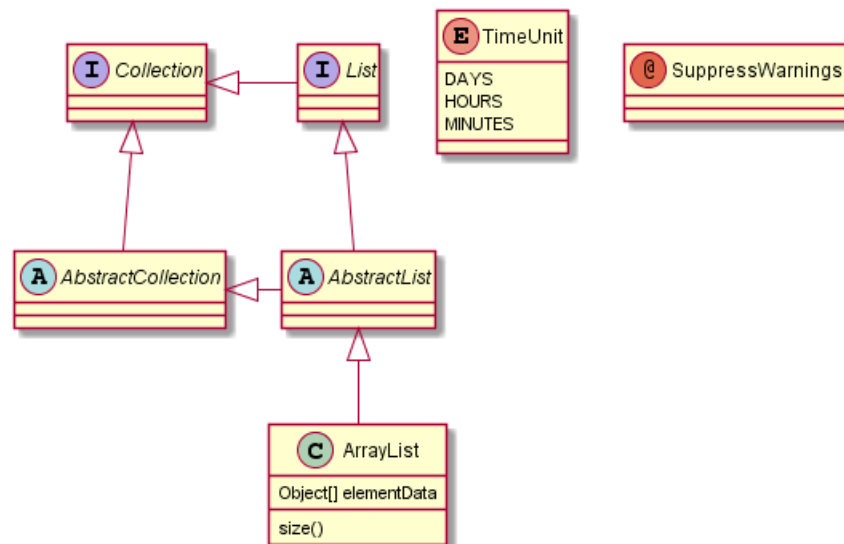 I Collection
I List
E TimeUnit
DAYS
HOURS
MINUTES
@ SuppressWarnings
A AbstractCollection
A AbstractList
C ArrayList
Object[] elementData
size()